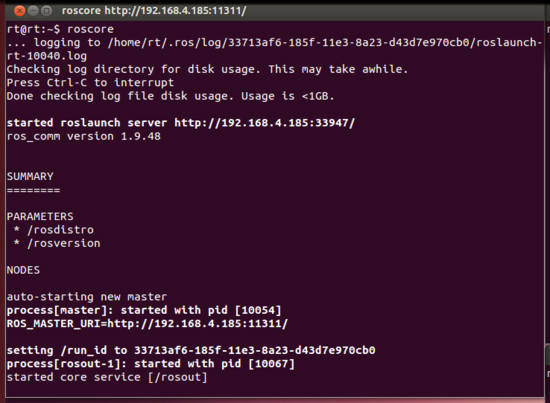 roscore http://192.168.4.185:11311/
rt@rt:~$ roscore
... logging to /home/rt/.ros/log/33713af6-185f-11e3-8a23-d43d7e970cb0/roslaunch-
rt-10040.log
Checking log directory for disk usage. This may take awhile.
Press Ctrl-C to interrupt
Done checking log file disk usage. Usage is <1GB.
started roslaunch server http://192.168.4.185:33947/
ros_comm version 1.9.48
SUMMARY
========
PARAMETERS
* /rosdistro
* /rosversion
NODES
auto-starting new master
process[master]: started with pid [10054]
ROS_MASTER_URI=http://192.168.4.185:11311/
setting /run_id to 33713af6-185f-11e3-8a23-d43d7e970cb0
process[rosout-1]: started with pid [10067]
started core service [/rosout]